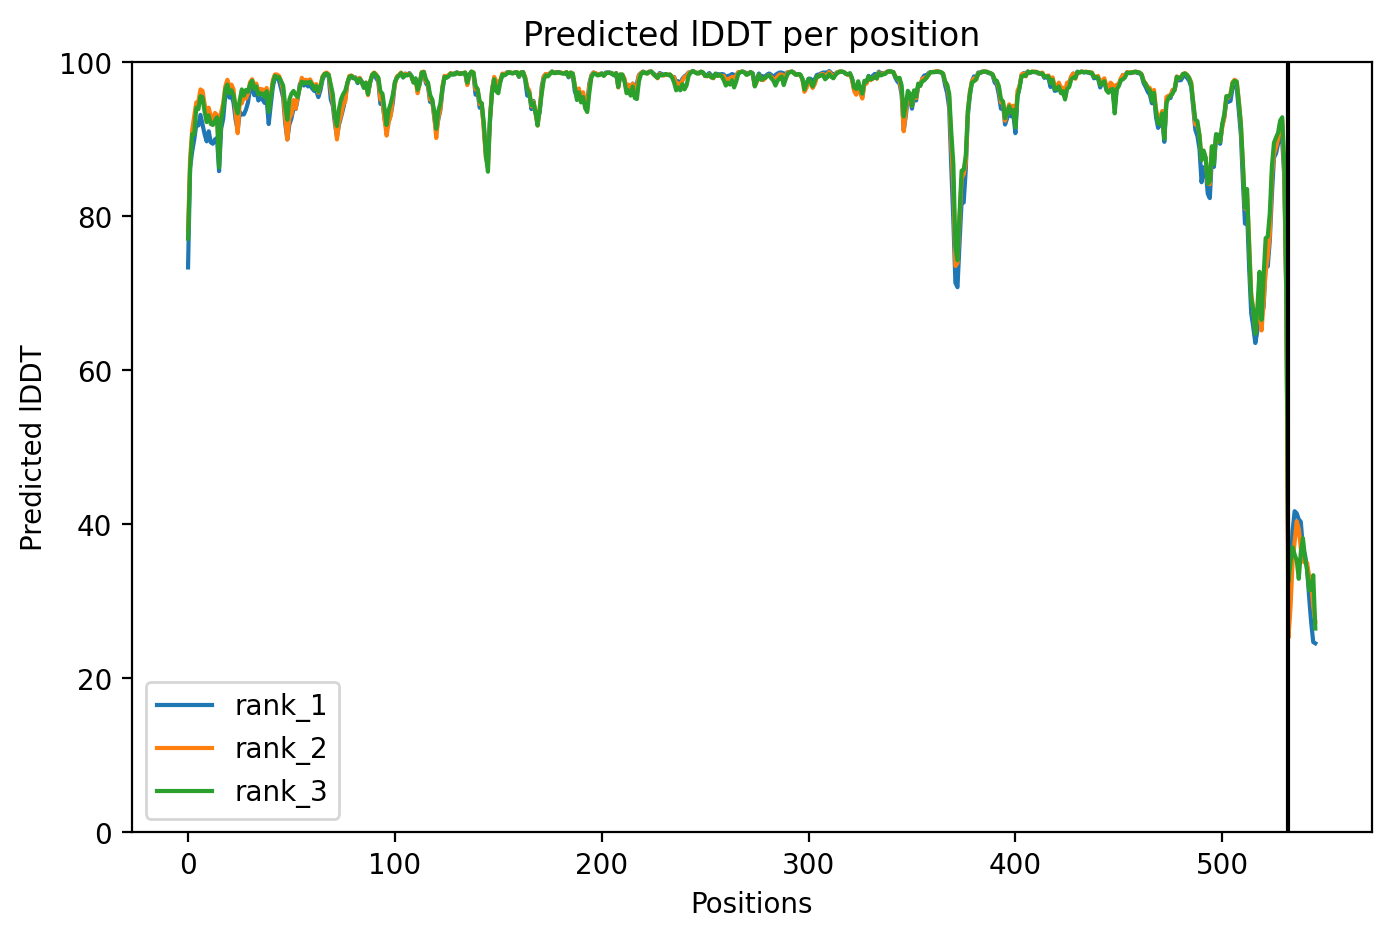 Predicted lDDT per position
100
80
60
40
20
0
Predicted lDDT
rank_1
rank_2
rank_3
0 100 200 300 400 500
Positions